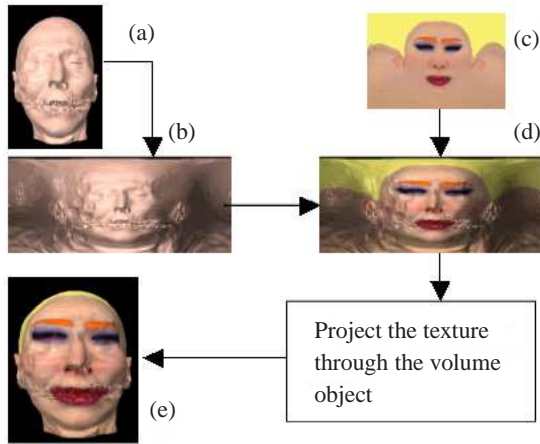 (a)
(c)
(b)
(d)
Project the texture
through the volume
object
(e)